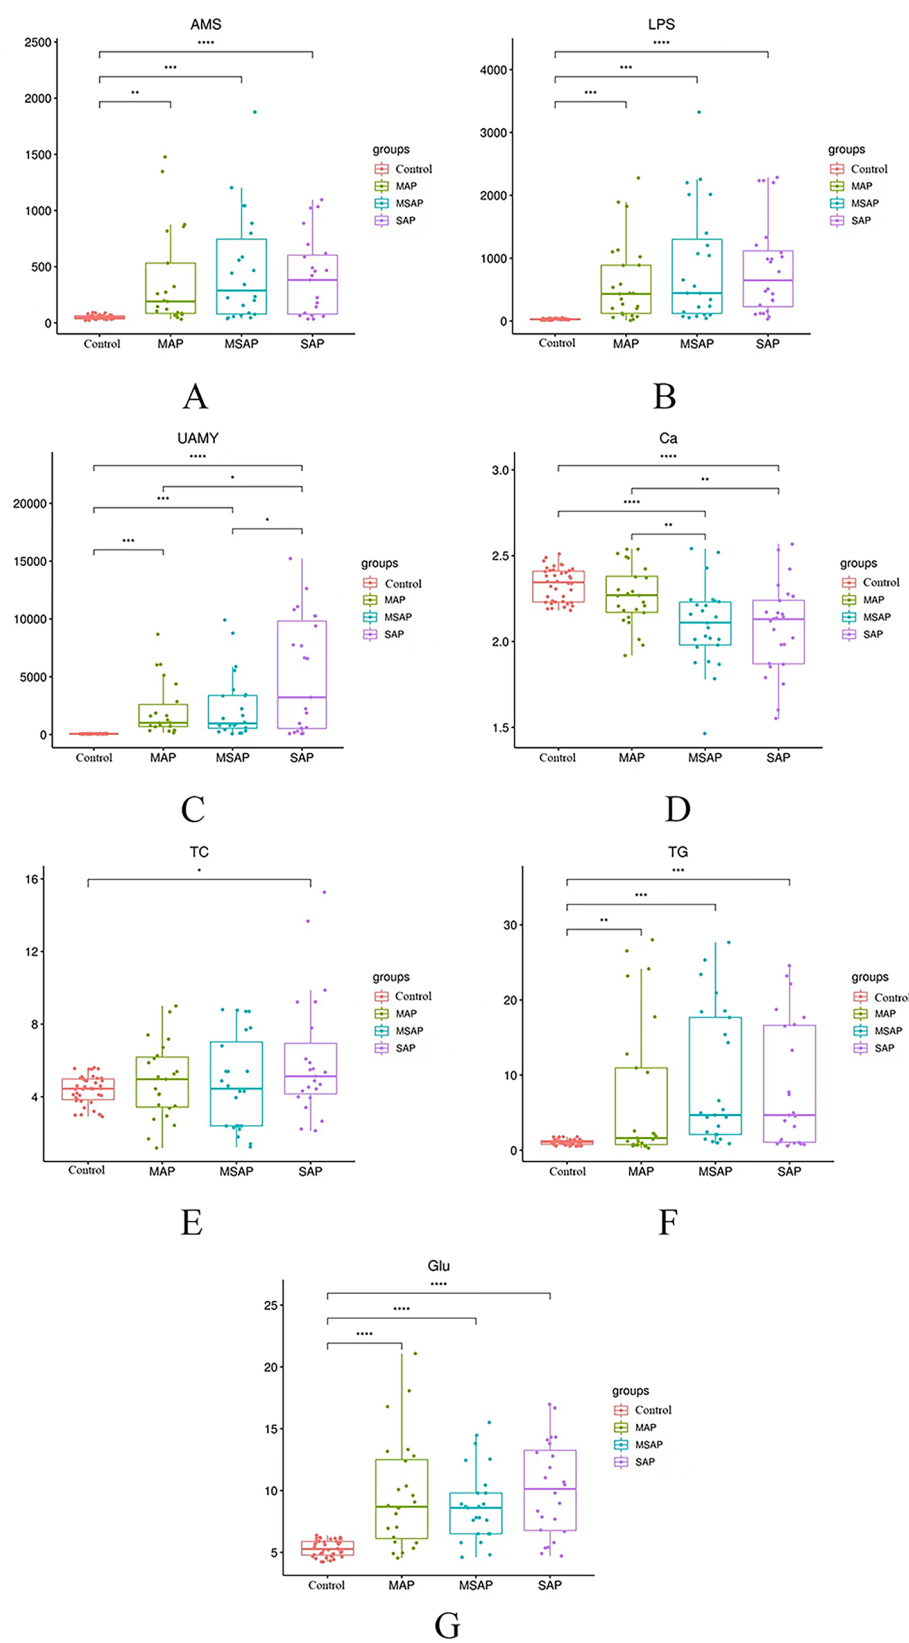 AMS
2500
2000
1500
1000
500
0
****
***
**
Control
MAP
MSAP
SAP
groups
Control
MAP
MSAP
SAP
A
LPS
4000
3000
2000
1000
0
****
***
***
Control
MAP
MSAP
SAP
groups
Control
MAP
MSAP
SAP
B
UAMY
20000
15000
10000
5000
0
****
*
***
*
***
Control
MAP
MSAP
SAP
groups
Control
MAP
MSAP
SAP
C
Ca
3.0
2.5
2.0
1.5
****
**
****
**
Control
MAP
MSAP
SAP
groups
Control
MAP
MSAP
SAP
D
TC
16
12
8
4
*
Control
MAP
MSAP
SAP
groups
Control
MAP
MSAP
SAP
E
TG
30
20
10
0
***
***
**
Control
MAP
MSAP
SAP
groups
Control
MAP
MSAP
SAP
F
Glu
25
20
15
10
5
****
****
****
Control
MAP
MSAP
SAP
groups
Control
MAP
MSAP
SAP
G